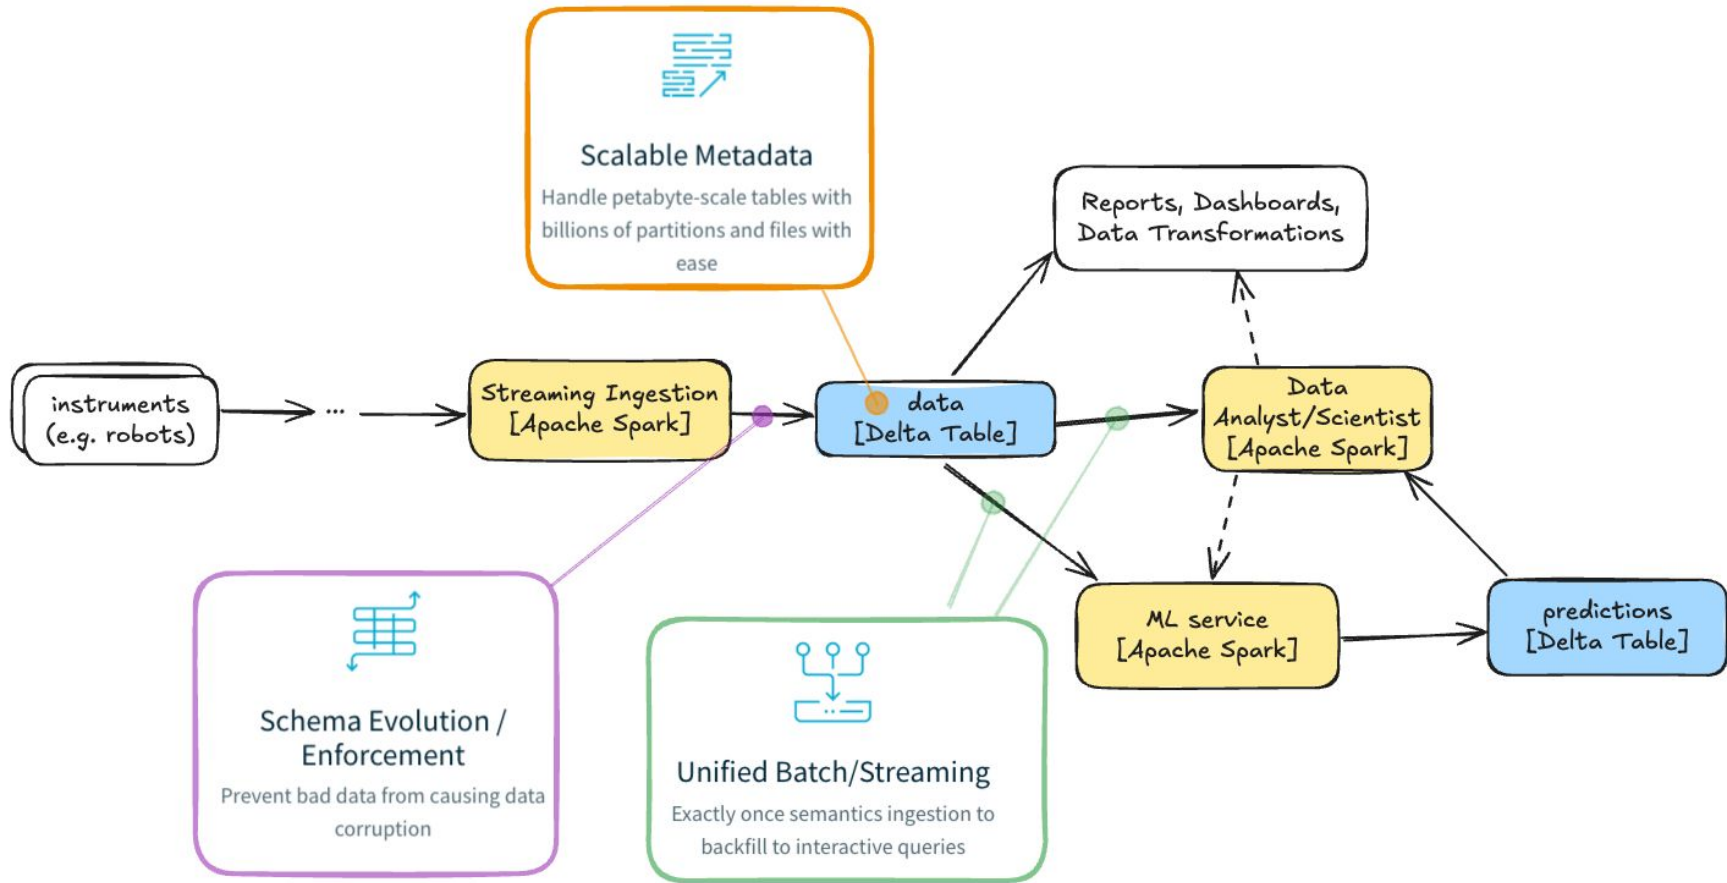 Scalable Metadata
Handle petabyte-scale tables with
billions of partitions and files with
ease
Reports, Dashboards,
Data Transformations
instruments
(e.g. robots)
...
Streaming Ingestion
[Apache Spark]
data
[Delta Table]
Data
Analyst/Scientist
[Apache Spark]
ML service
[Apache Spark]
predictions
[Delta Table]
Schema Evolution /
Enforcement
Prevent bad data from causing data
corruption
Unified Batch/Streaming
Exactly once semantics ingestion to
backfill to interactive queries